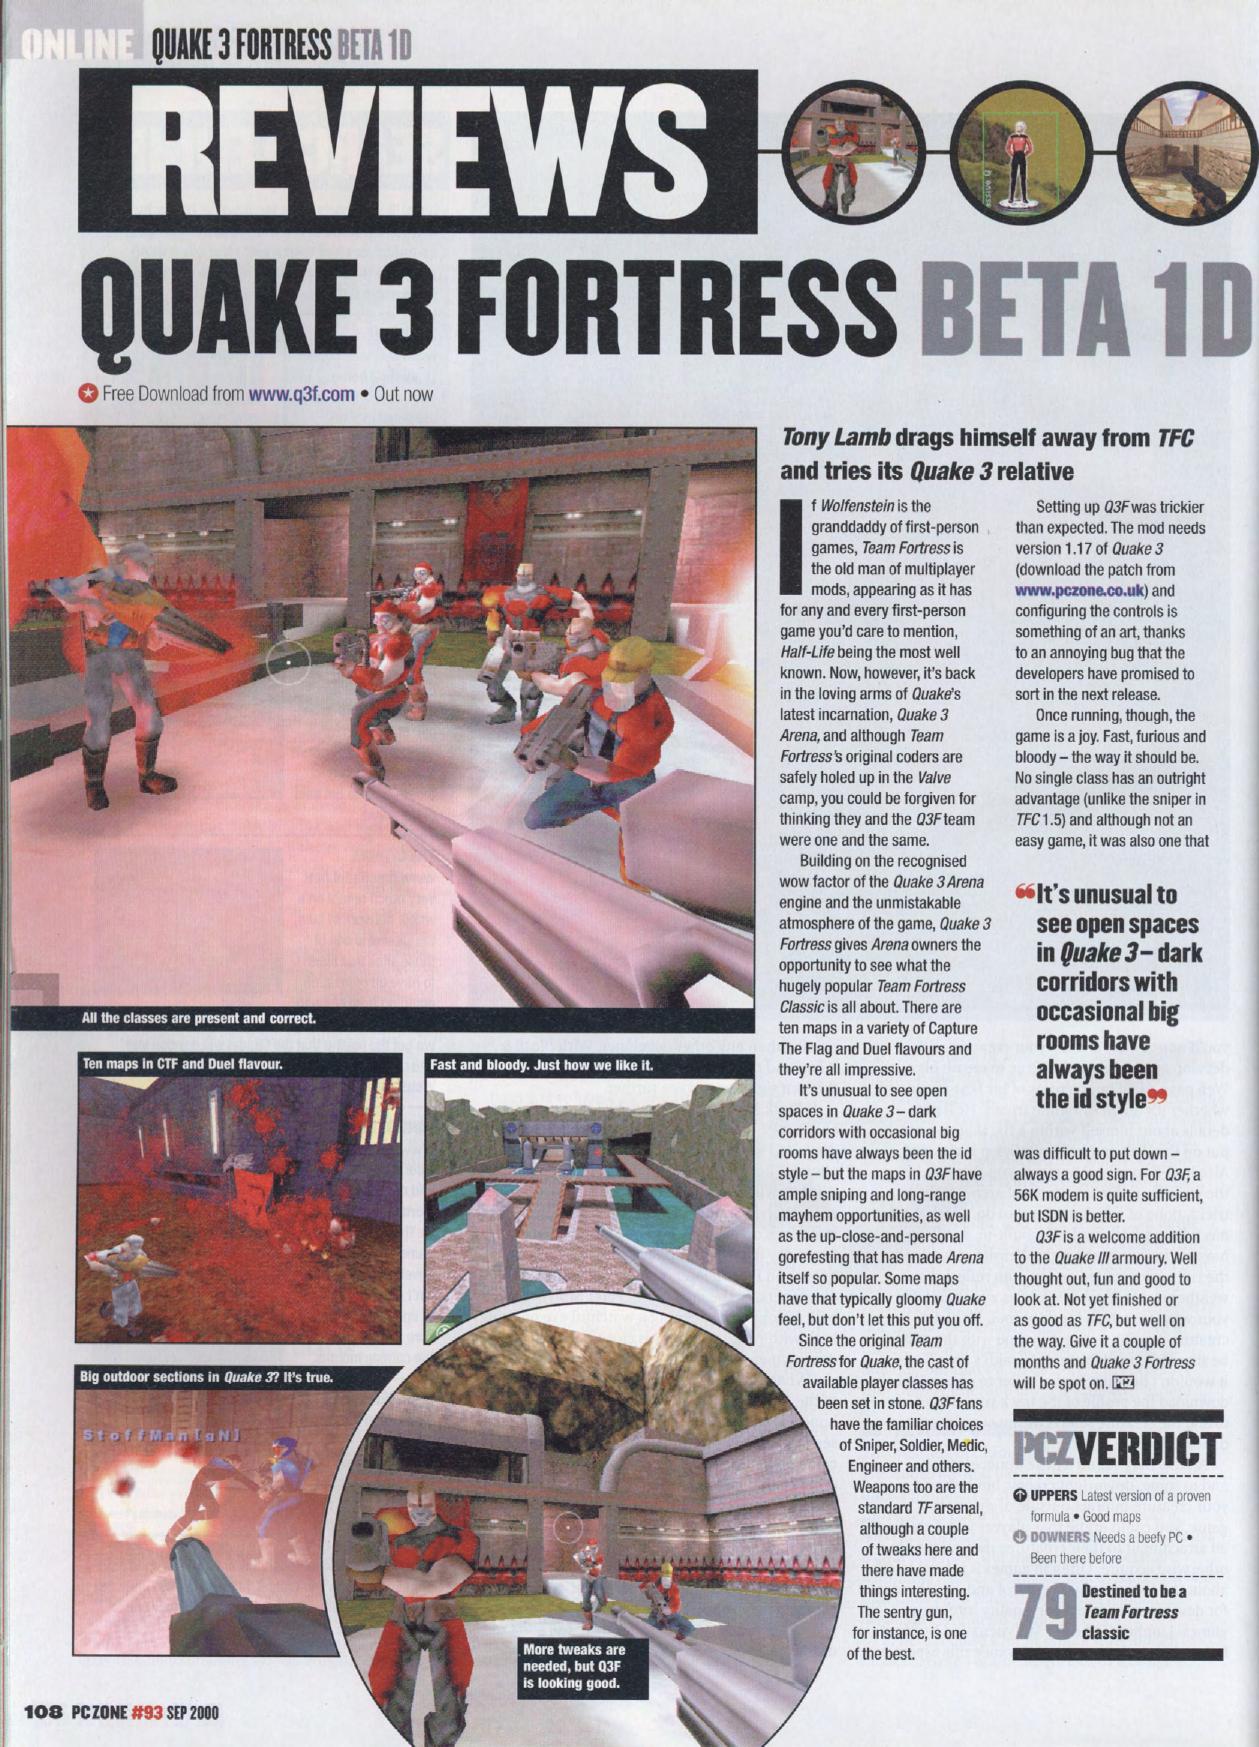 ONLINE QUAKE 3 FORTRESS BETA 1D
REVIEWS
QUAKE 3 FORTRESS BETA 1D
Free Download from www.q3f.com • Out now
All the classes are present and correct.
Ten maps in CTF and Duel flavour.
Fast and bloody. Just how we like it.
Big outdoor sections in Quake 3? It's true.
StoffMan[gN]
More tweaks are
needed, but Q3F
is looking good.
Tony Lamb drags himself away from TFC
and tries its Quake 3 relative
If Wolfenstein is the
granddaddy of first-person
games, Team Fortress is
the old man of multiplayer
mods, appearing as it has
for any and every first-person
game you'd care to mention,
Half-Life being the most well
known. Now, however, it's back
in the loving arms of Quake's
latest incarnation, Quake 3
Arena, and although Team
Fortress's original coders are
safely holed up in the Valve
camp, you could be forgiven for
thinking they and the Q3F team
were one and the same.
Building on the recognised
wow factor of the Quake 3 Arena
engine and the unmistakable
atmosphere of the game, Quake 3
Fortress gives Arena owners the
opportunity to see what the
hugely popular Team Fortress
Classic is all about. There are
ten maps in a variety of Capture
The Flag and Duel flavours and
they're all impressive.
It's unusual to see open
spaces in Quake 3 – dark
corridors with occasional big
rooms have always been the id
style – but the maps in Q3F have
ample sniping and long-range
mayhem opportunities, as well
as the up-close-and-personal
gorefesting that has made Arena
itself so popular. Some maps
have that typically gloomy Quake
feel, but don't let this put you off.
Since the original Team
Fortress for Quake, the cast of
available player classes has
been set in stone. Q3F fans
have the familiar choices
of Sniper, Soldier, Medic,
Engineer and others.
Weapons too are the
standard TF arsenal,
although a couple
of tweaks here and
there have made
things interesting.
The sentry gun,
for instance, is one
of the best.
Setting up Q3F was trickier
than expected. The mod needs
version 1.17 of Quake 3
(download the patch from
www.pczone.co.uk) and
configuring the controls is
something of an art, thanks
to an annoying bug that the
developers have promised to
sort in the next release.
Once running, though, the
game is a joy. Fast, furious and
bloody – the way it should be.
No single class has an outright
advantage (unlike the sniper in
TFC 1.5) and although not an
easy game, it was also one that
“It's unusual to
see open spaces
in Quake 3 – dark
corridors with
occasional big
rooms have
always been
the id style”
was difficult to put down –
always a good sign. For Q3F, a
56K modem is quite sufficient,
but ISDN is better.
Q3F is a welcome addition
to the Quake III armoury. Well
thought out, fun and good to
look at. Not yet finished or
as good as TFC, but well on
the way. Give it a couple of
months and Quake 3 Fortress
will be spot on. PCZ
PCZVERDICT
UPPERS Latest version of a proven
formula • Good maps
DOWNERS Needs a beefy PC •
Been there before
79 Destined to be a
Team Fortress
classic
108 PCZONE #93 SEP 2000